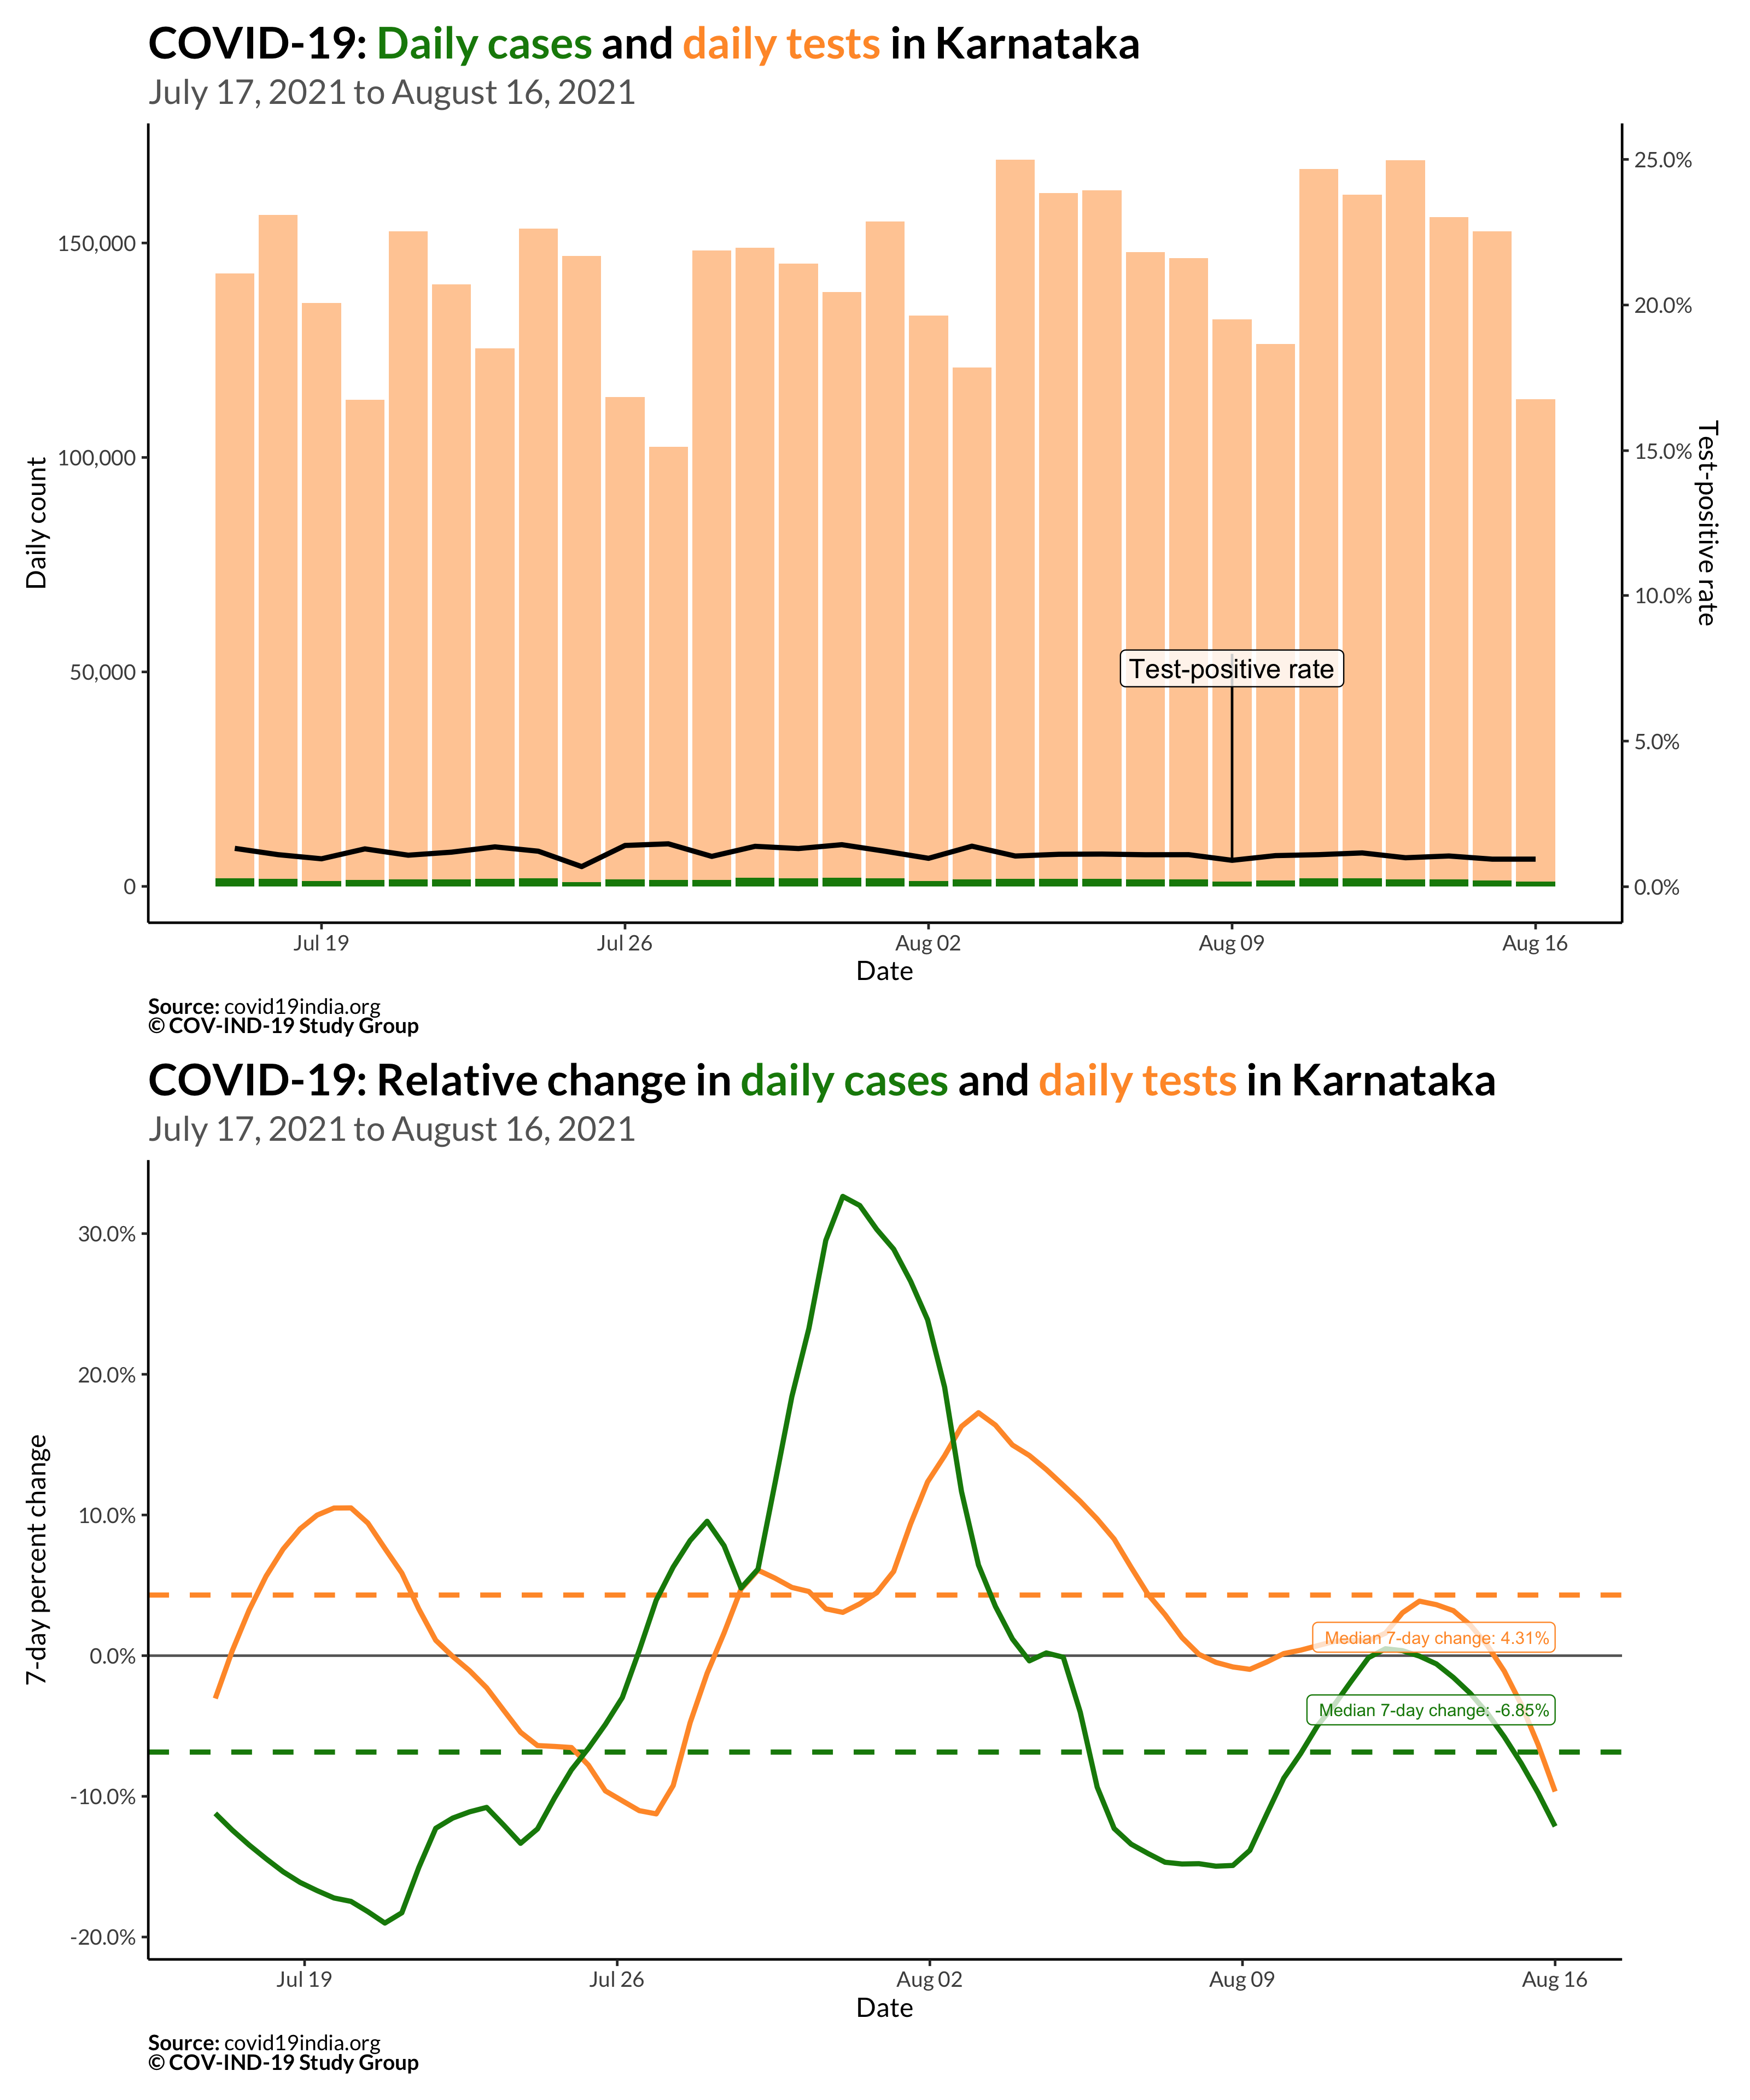 COVID-19: Daily cases and daily tests in Karnataka
July 17, 2021 to August 16, 2021
150,000
100,000
50,000
0
Daily count
25.0%
20.0%
15.0%
10.0%
5.0%
0.0%
Test-positive rate
Test-positive rate
Jul 19
Jul 26
Aug 02
Aug 09
Aug 16
Date
Source: covid19india.org
© COV-IND-19 Study Group
COVID-19: Relative change in daily cases and daily tests in Karnataka
July 17, 2021 to August 16, 2021
30.0%
20.0%
10.0%
0.0%
-10.0%
-20.0%
7-day percent change
Median 7-day change: 4.31%
Median 7-day change: -6.85%
Jul 19
Jul 26
Aug 02
Aug 09
Aug 16
Date
Source: covid19india.org
© COV-IND-19 Study Group